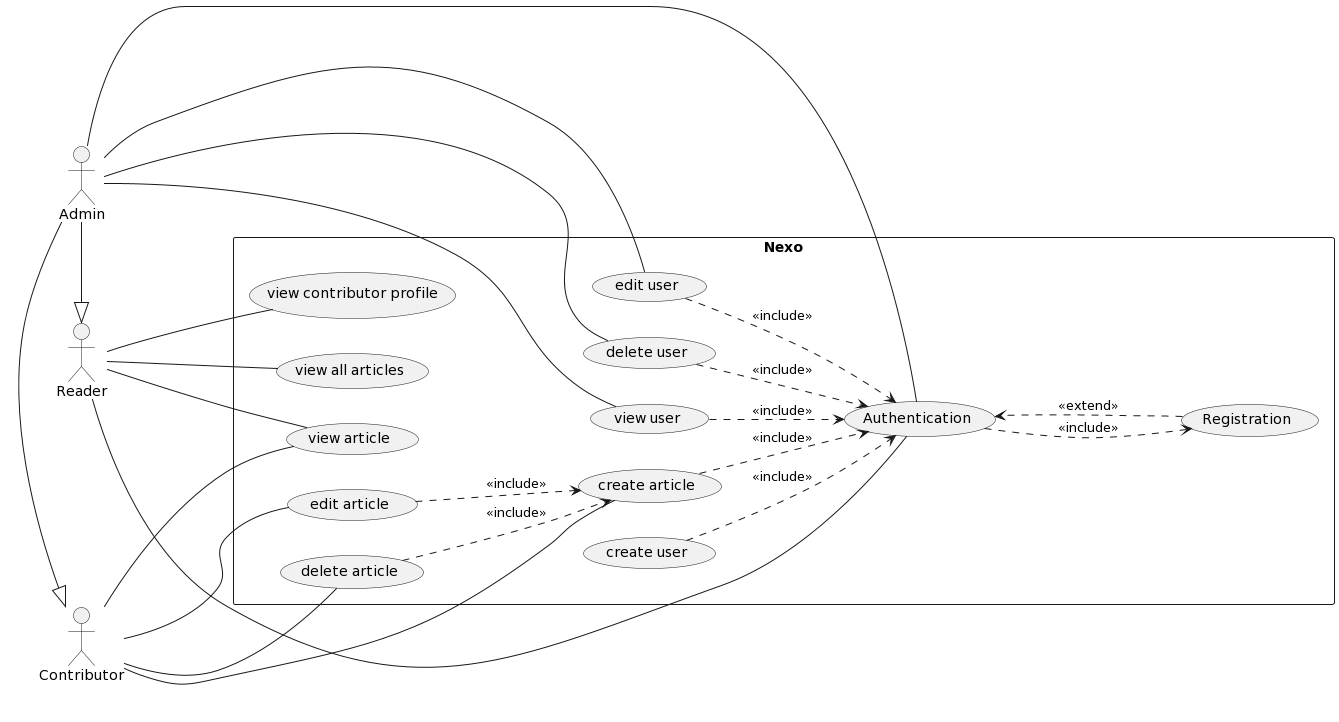 Nexo
Admin
Reader
Contributor
view contributor profile
view all articles
view article
edit article
delete article
edit user
delete user
view user
create article
create user
«include»
«include»
«include»
«include»
«include»
«include»
«include»
Authentication
«extend»
«include»
Registration